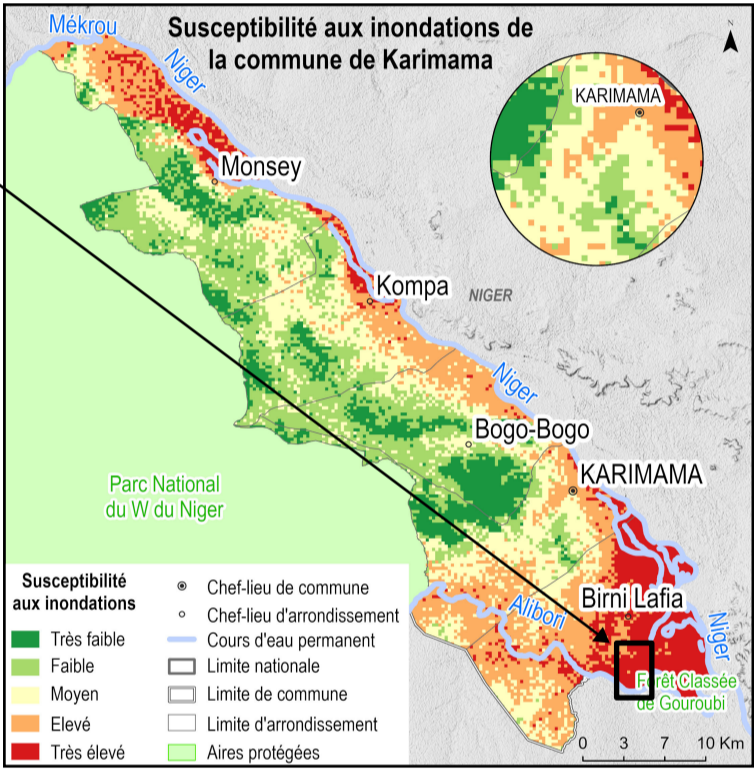 Susceptibilité aux inondations de
la commune de Karimama
N
Mékrou
Niger
KARIMAMA
Monsey
Kompa
NIGER
Niger
Bogo-Bogo
KARIMAMA
Parc National
du W du Niger
Birni Lafia
Alibori
Niger
Forêt Classée
de Gouroubi
Susceptibilité
aux inondations
Très faible
Faible
Moyen
Elevé
Très élevé
Chef-lieu de commune
Chef-lieu d'arrondissement
Cours d'eau permanent
Limite nationale
Limite de commune
Limite d'arrondissement
Aires protégées
0 3 7 10 Km